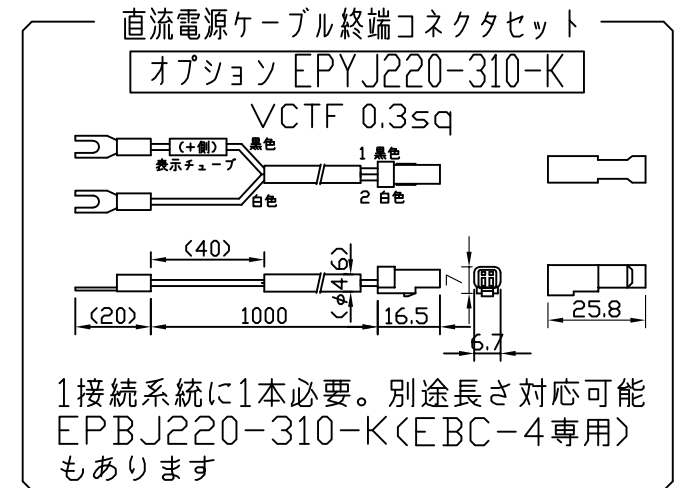 直流電源ケーブル終端コネクタセット
オプション EPYJ220-310-K
VCTF 0.3sq
(+側)
黒色
表示チューブ
白色
1 黒色
2 白色
(40)
(φ4.6)
7
(20)
1000
16.5
6.7
25.8
1接続系統に1本必要。別途長さ対応可能
EPBJ220-310-K(EBC-4専用)
もあります